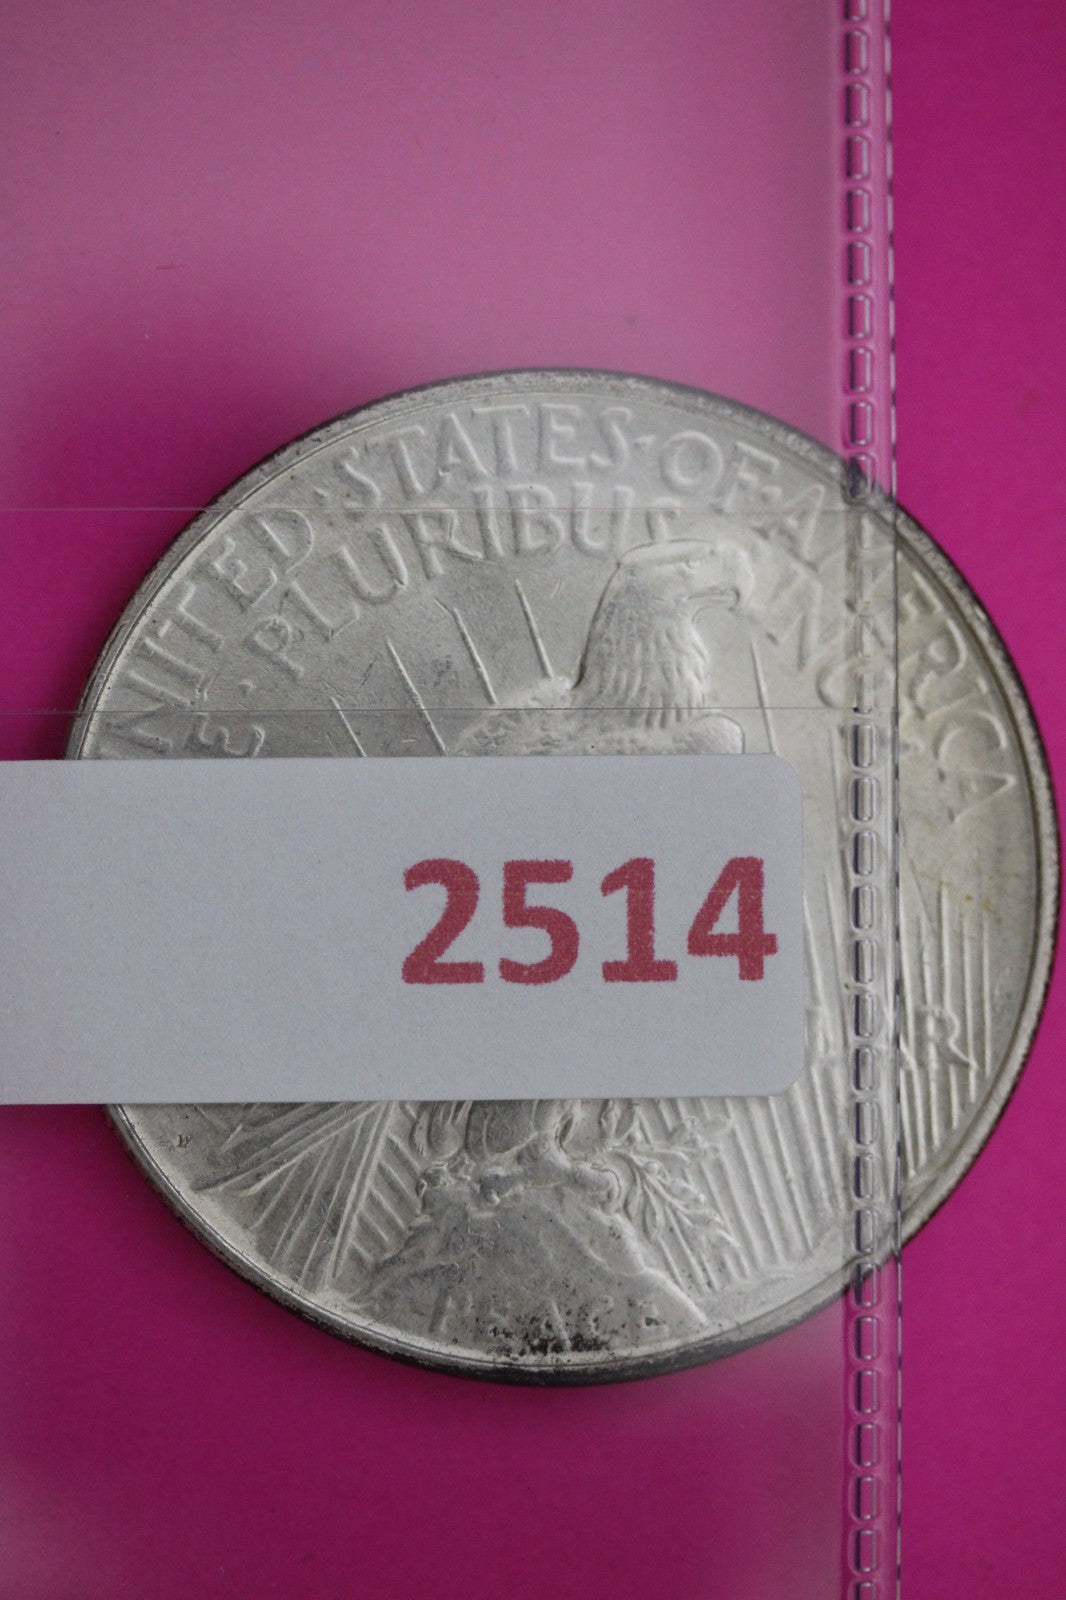 UNITED·STATES·OF·AMERICA
E·PLURIBUS
2514
PEACE